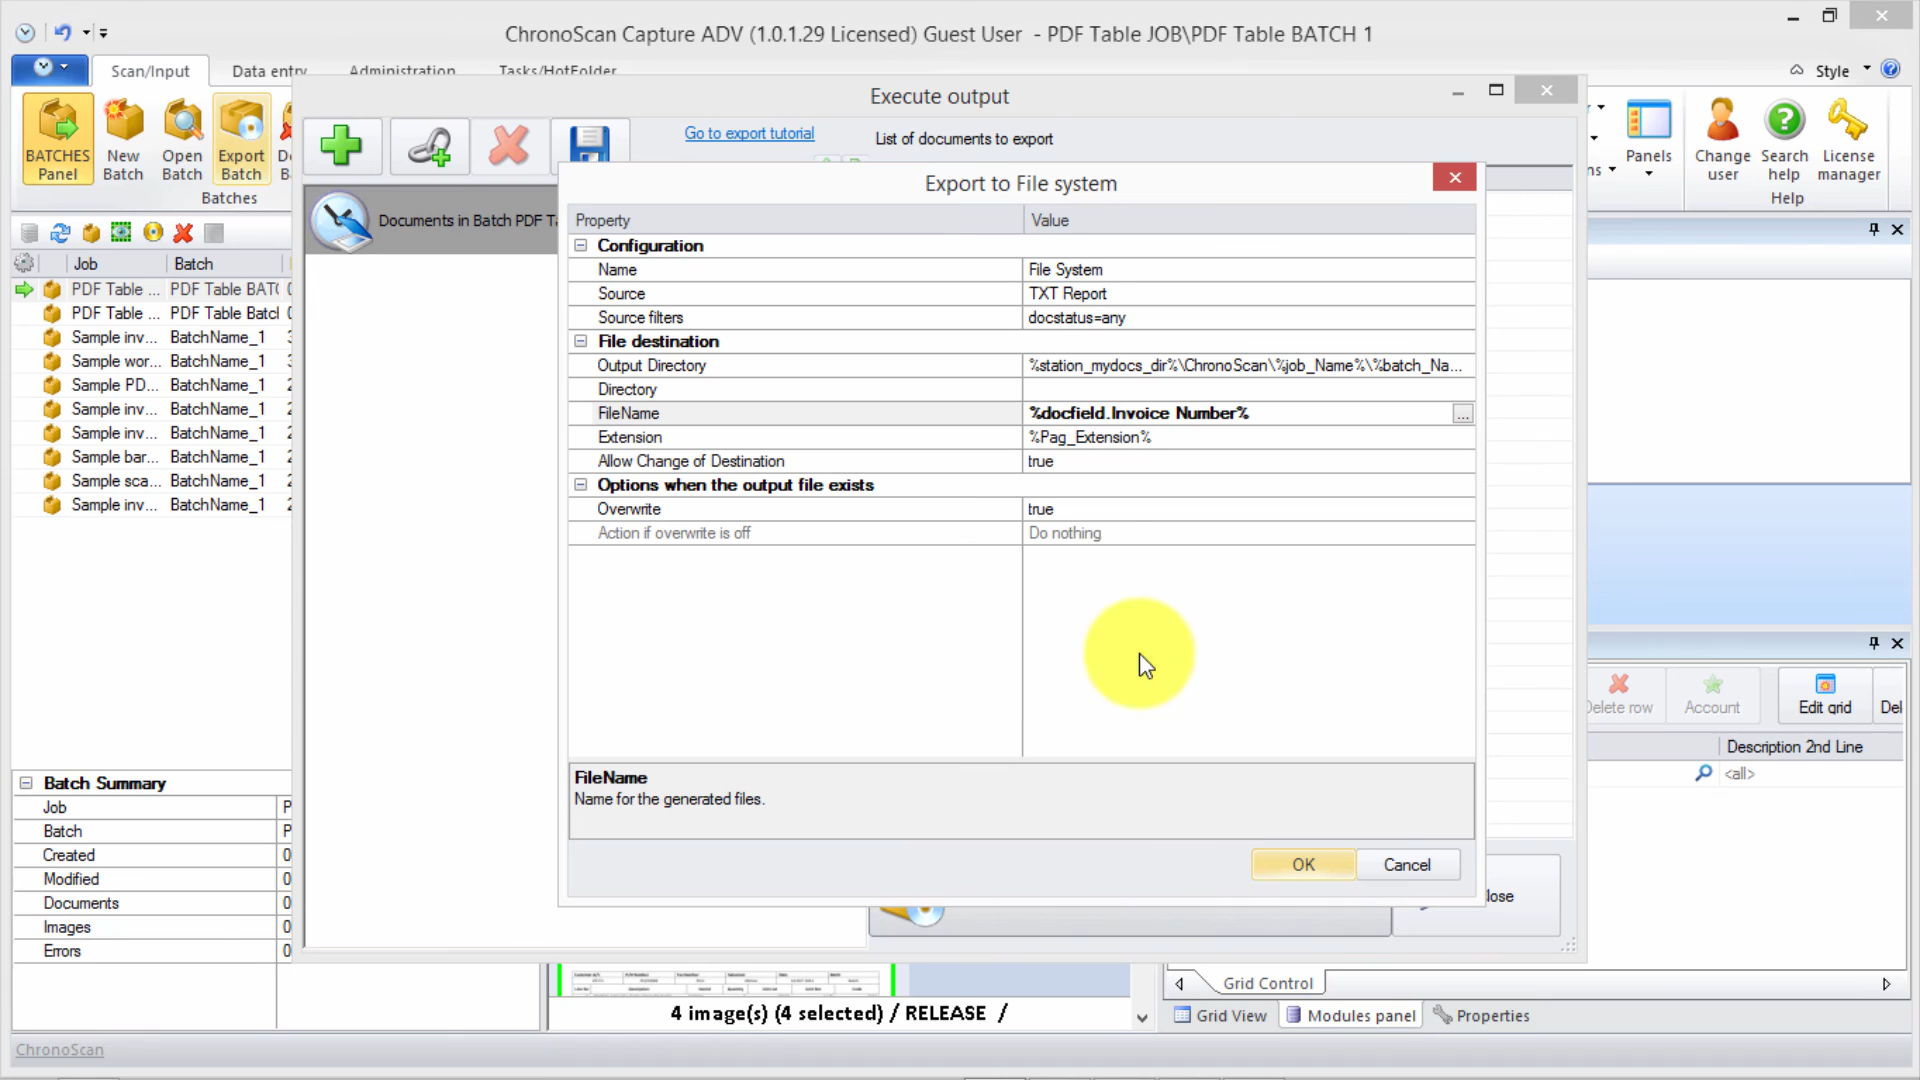 ChronoScan Capture ADV (1.0.1.29 Licensed) Guest User - PDF Table JOB\PDF Table BATCH 1
Scan/Input
Data entry
Administration
Tasks/HotFolder
Style
BATCHES Panel
New Batch
Open Batch
Export Batch
Batches
Panels
Change user
Search help
License manager
Help
Execute output
Go to export tutorial
List of documents to export
Documents in Batch PDF
Export to File system
Property Value
Configuration
Name File System
Source TXT Report
Source filters docstatus=any
File destination
Output Directory %station_mydocs_dir%\ChronoScan\%job_Name%\%batch_Na...
Directory
FileName %docfield.Invoice Number% ...
Extension %Pag_Extension%
Allow Change of Destination true
Options when the output file exists
Overwrite true
Action if overwrite is off Do nothing
FileName
Name for the generated files.
OK
Cancel
Job Batch
PDF Table ... PDF Table BAT
PDF Table ... PDF Table Batch
Sample inv... BatchName_1
Sample wor... BatchName_1
Sample PD... BatchName_1
Sample inv... BatchName_1
Sample inv... BatchName_1
Sample bar... BatchName_1
Sample sca... BatchName_1
Sample inv... BatchName_1
Batch Summary
Job P
Batch P
Created 0
Modified 0
Documents 0
Images 0
Errors 0
Delete row
Account
Edit grid
Del
Description 2nd Line
<all>
4 image(s) (4 selected) / RELEASE /
Grid Control
Grid View
Modules panel
Properties
ChronoScan